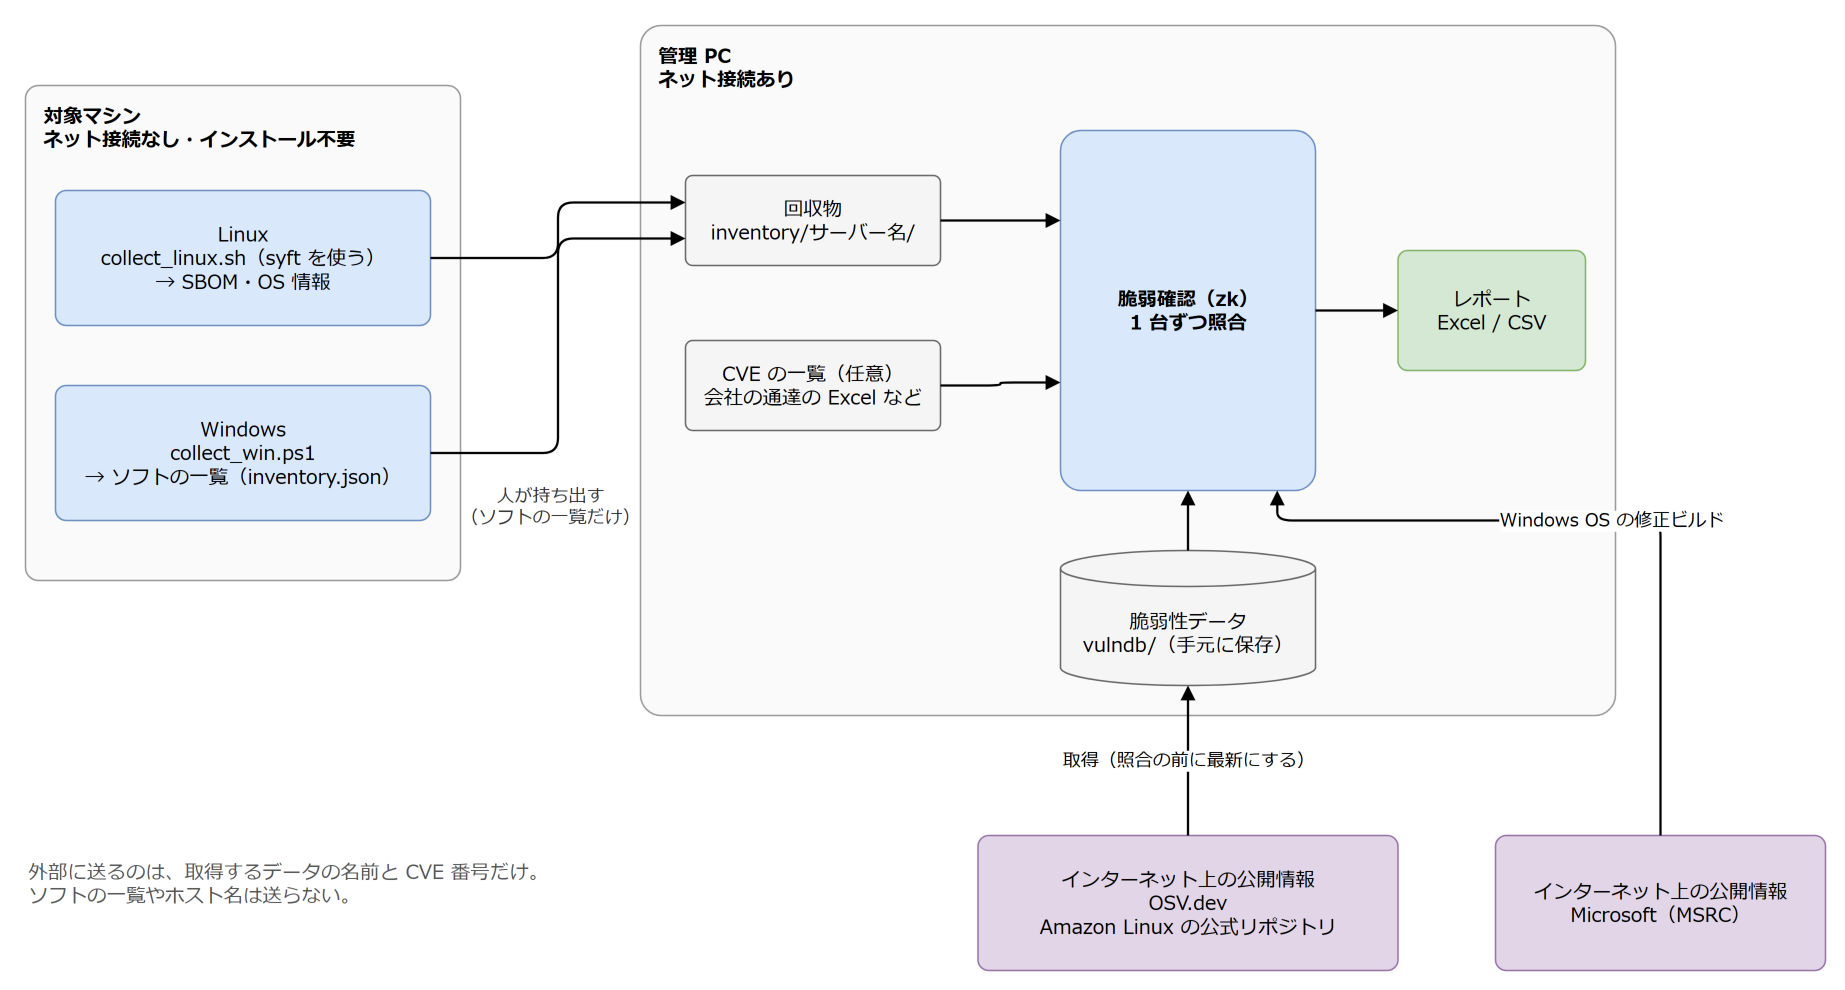 対象マシン
ネット接続なし・インストール不要
Linux
collect_linux.sh（syft を使う）
→ SBOM・OS 情報
Windows
collect_win.ps1
→ ソフトの一覧（inventory.json）
人が持ち出す
（ソフトの一覧だけ）
管理 PC
ネット接続あり
回収物
inventory/サーバー名/
CVE の一覧（任意）
会社の通達の Excel など
脆弱確認（zk）
1 台ずつ照合
レポート
Excel / CSV
Windows OS の修正ビルド
脆弱性データ
vulndb/（手元に保存）
取得（照合の前に最新にする）
インターネット上の公開情報
OSV.dev
Amazon Linux の公式リポジトリ
インターネット上の公開情報
Microsoft（MSRC）
外部に送るのは、取得するデータの名前と CVE 番号だけ。
ソフトの一覧やホスト名は送らない。